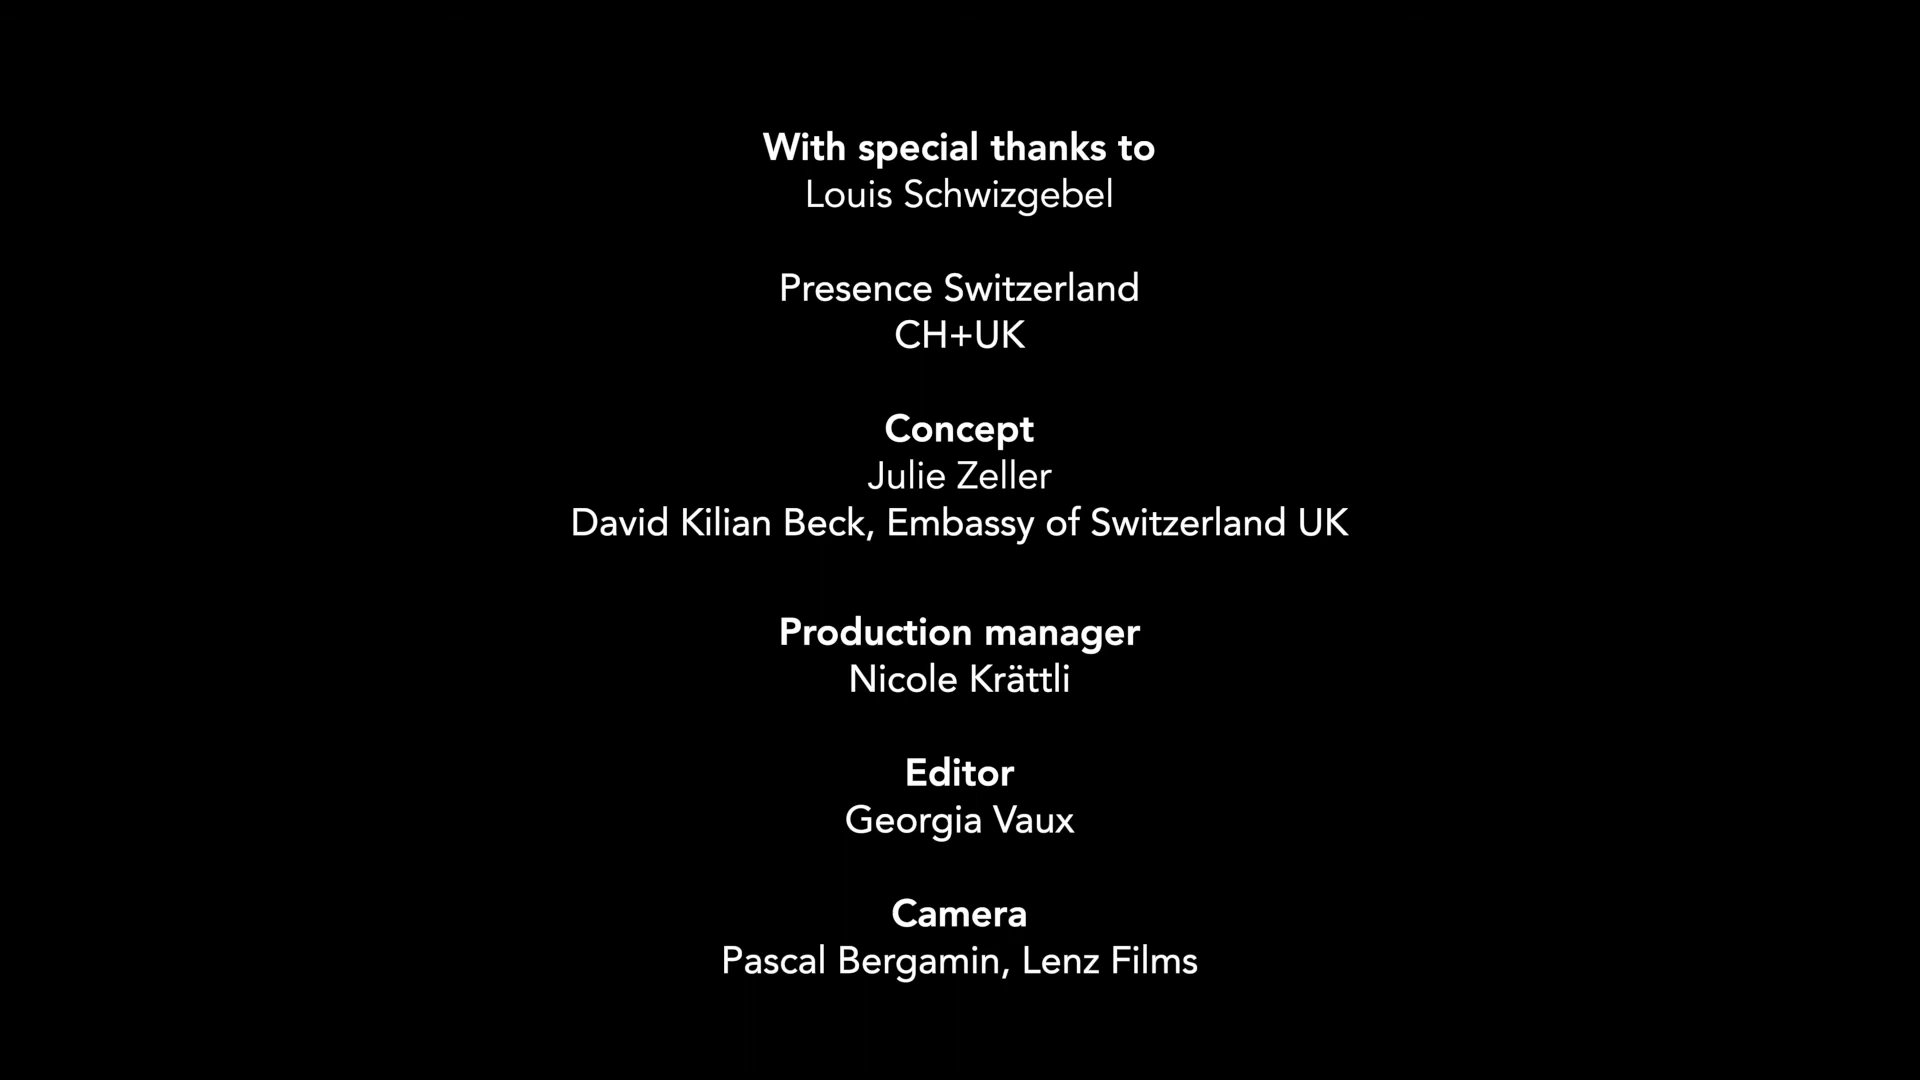 With special thanks to
Louis Schwizgebel
Presence Switzerland
CH+UK
Concept
Julie Zeller
David Kilian Beck, Embassy of Switzerland UK
Production manager
Nicole Krättli
Editor
Georgia Vaux
Camera
Pascal Bergamin, Lenz Films